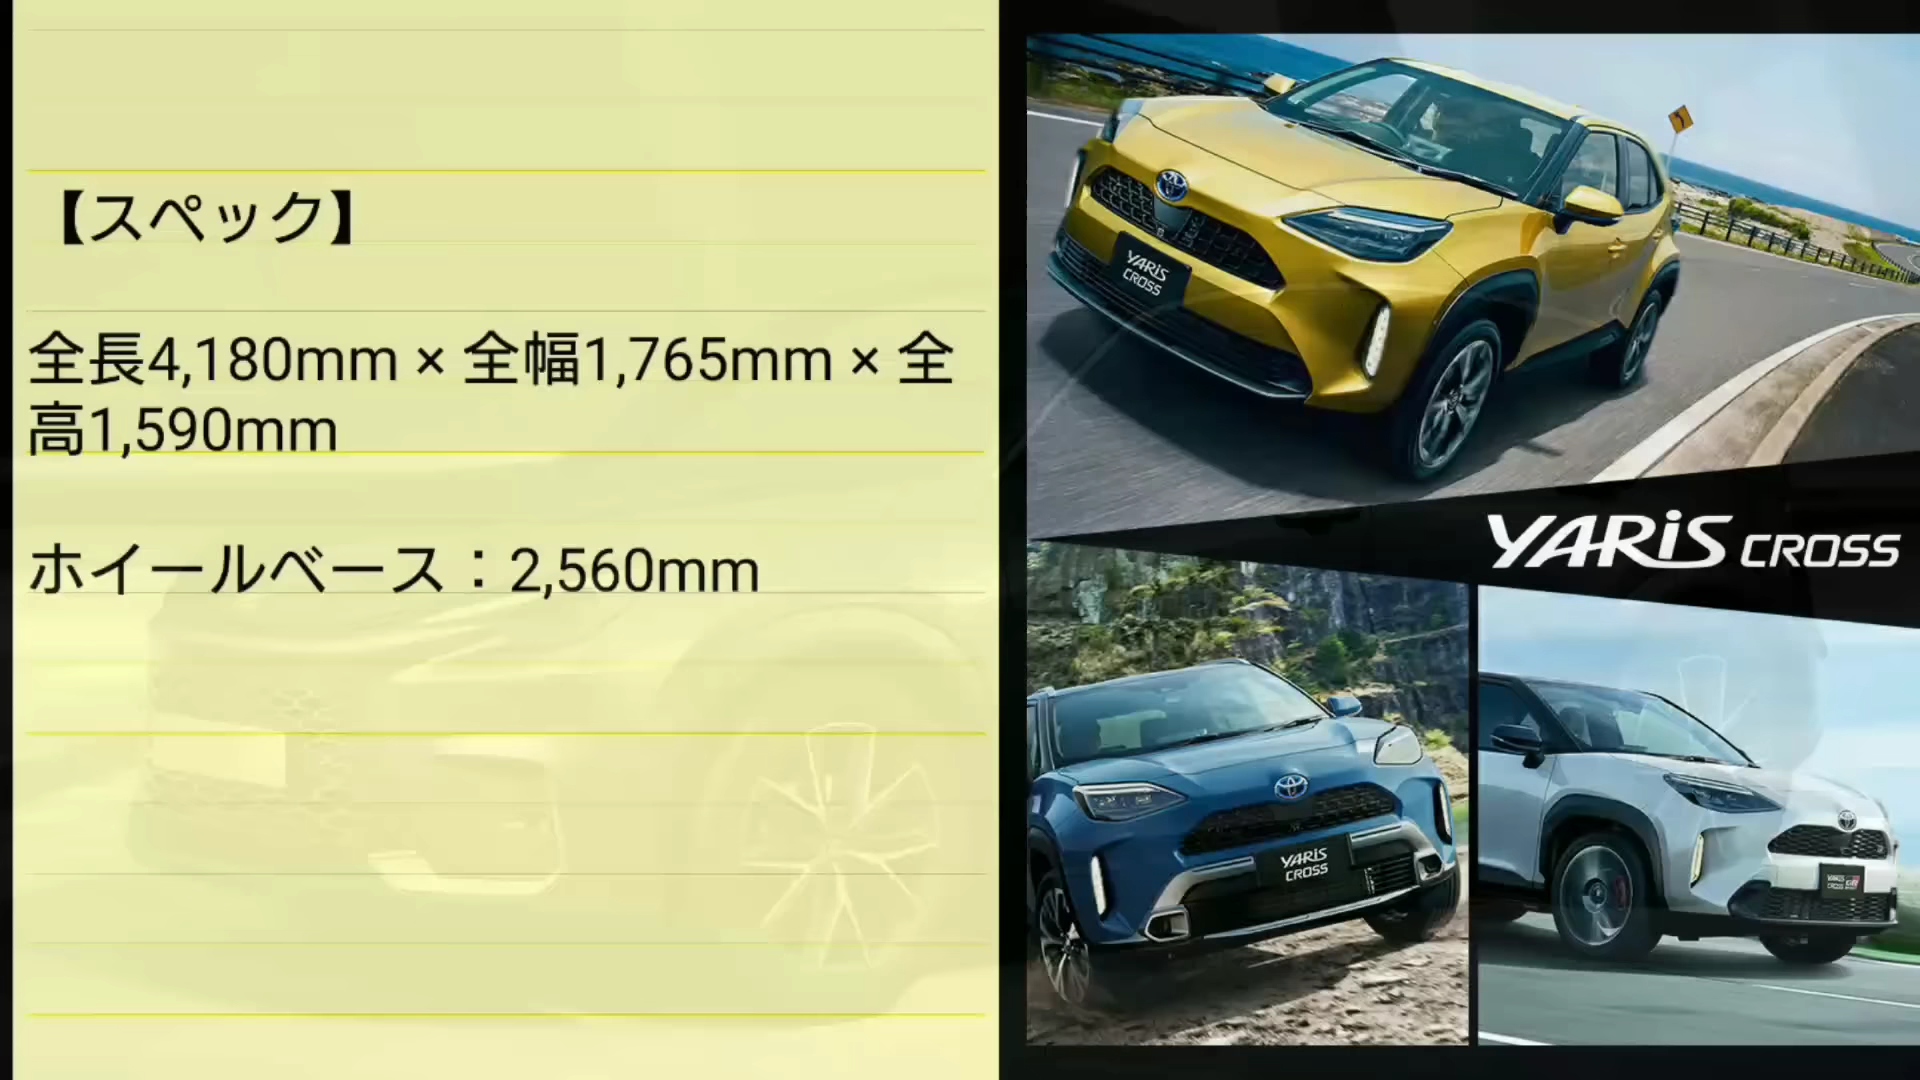 【スペック】
全長4,180mm × 全幅1,765mm × 全
高1,590mm
ホイールベース：2,560mm
YARiS
CROSS
YARiS CROSS
YARiS
CROSS